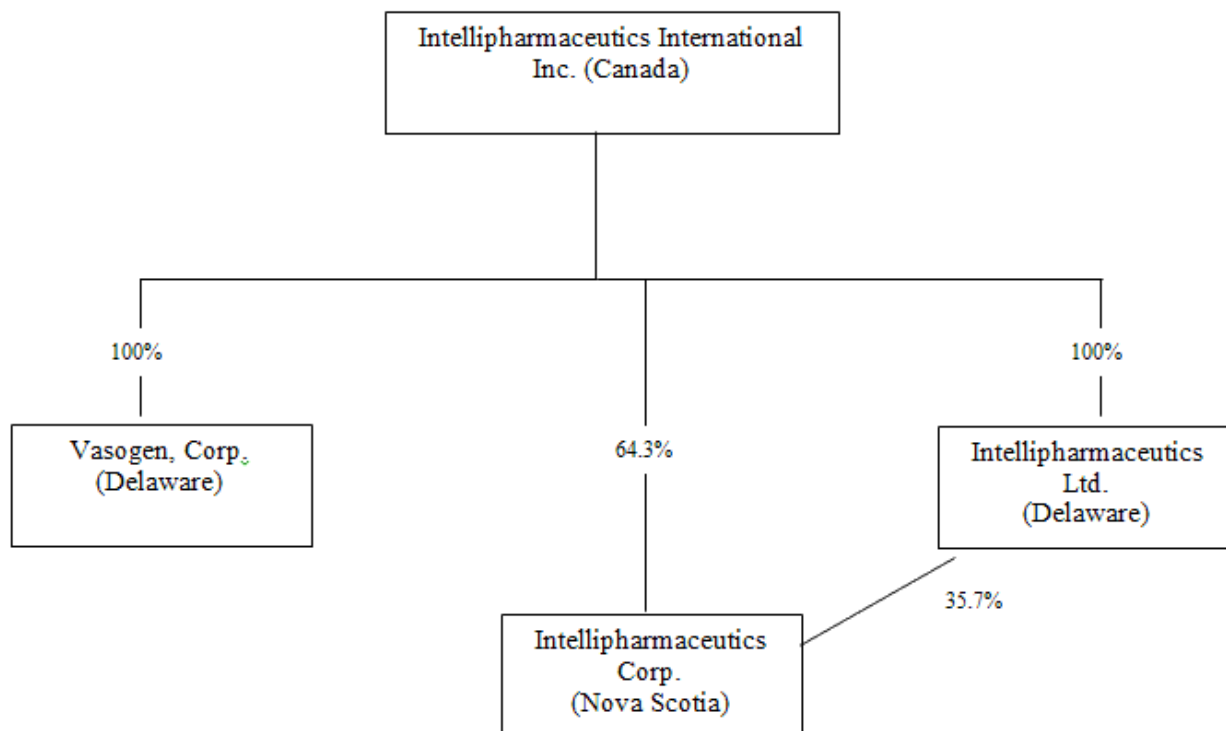 Intellipharmaceutics International
Inc. (Canada)
100%
100%
Vasogen, Corp.
(Delaware)
64.3%
Intellipharmaceutics
Ltd.
(Delaware)
35.7%
Intellipharmaceutics
Corp.
(Nova Scotia)